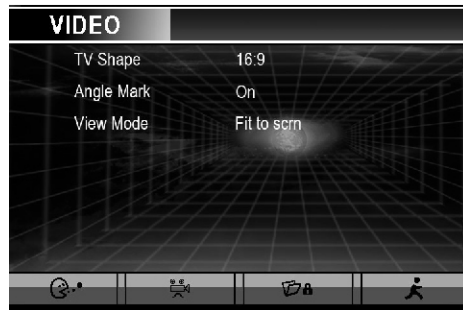 VIDEO
TV Shape 16:9
Angle Mark On
View Mode Fit to scrn